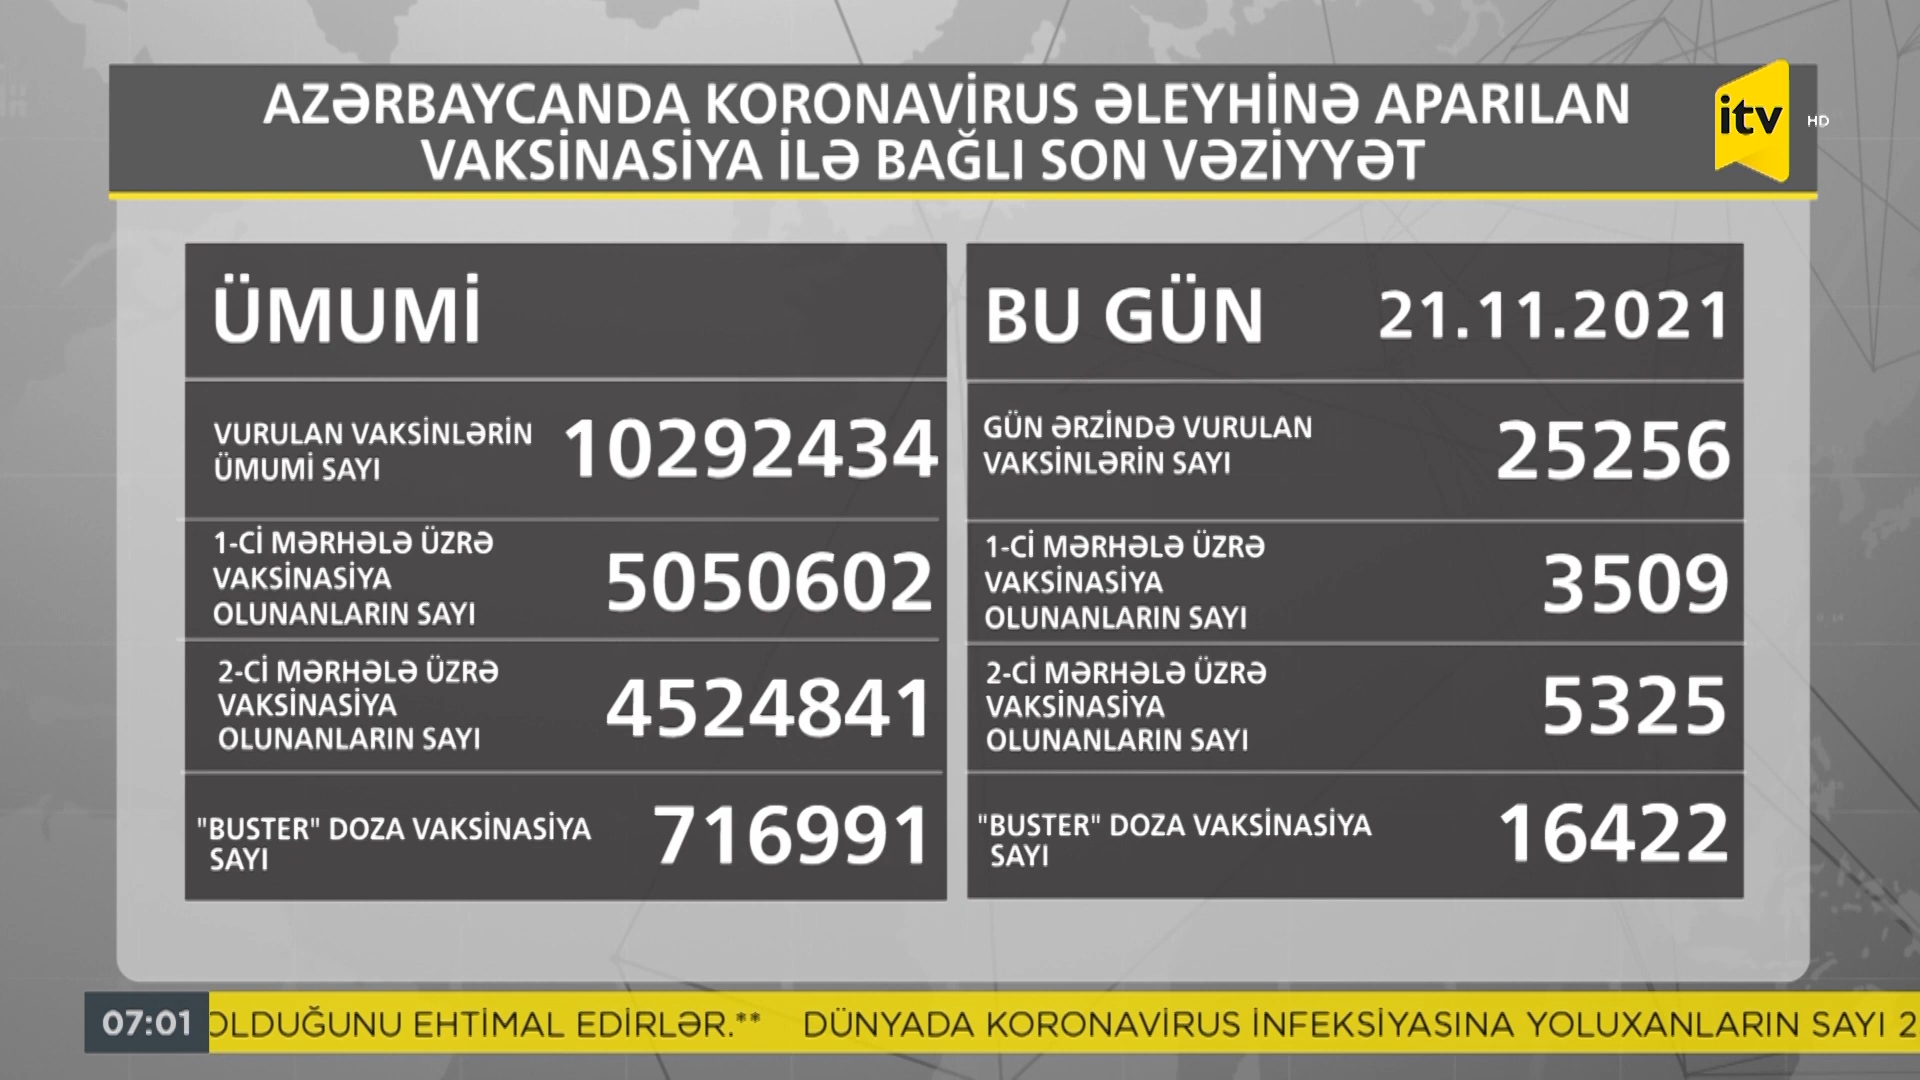 AZƏRBAYCANDA KORONAVİRUS ƏLEYHİNƏ APARILAN
VAKSİNASİYA İLƏ BAĞLI SON VƏZİYYƏT
itv HD
ÜMUMİ
VURULAN VAKSİNLƏRİN
ÜMUMİ SAYI
10292434
1-Cİ MƏRHƏLƏ ÜZRƏ
VAKSİNASİYA
OLUNANLARIN SAYI
5050602
2-Cİ MƏRHƏLƏ ÜZRƏ
VAKSİNASİYA
OLUNANLARIN SAYI
4524841
"BUSTER" DOZA VAKSİNASİYA
SAYI
716991
BU GÜN 21.11.2021
GÜN ƏRZİNDƏ VURULAN
VAKSİNLƏRİN SAYI
25256
1-Cİ MƏRHƏLƏ ÜZRƏ
VAKSİNASİYA
OLUNANLARIN SAYI
3509
2-Cİ MƏRHƏLƏ ÜZRƏ
VAKSİNASİYA
OLUNANLARIN SAYI
5325
"BUSTER" DOZA VAKSİNASİYA
SAYI
16422
07:01 OLDUĞUNU EHTİMAL EDİRLƏR.** DÜNYADA KORONAVİRUS İNFEKSİYASINA YOLUXANLARIN SAYI 2